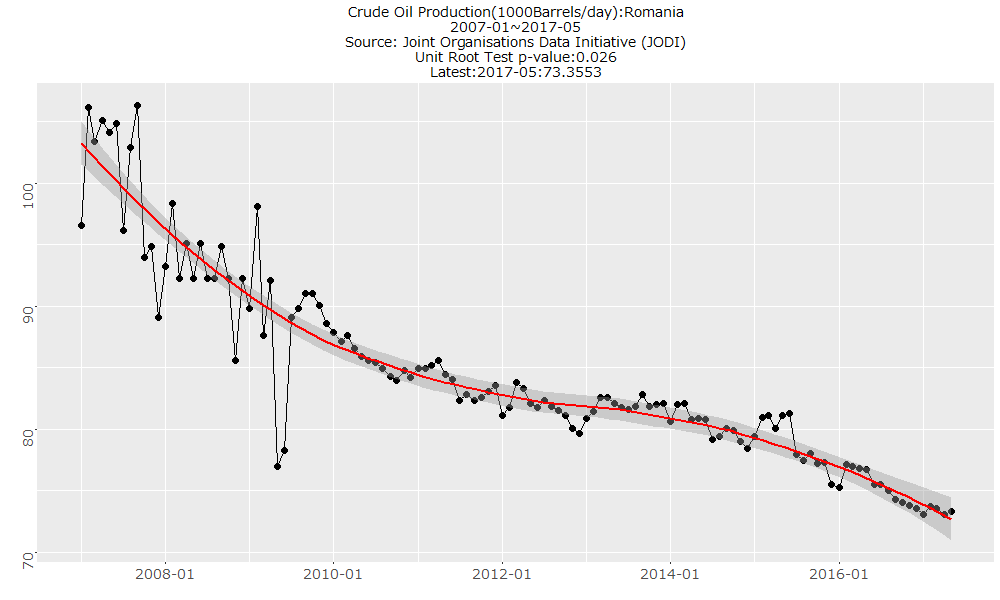 Crude Oil Production(1000Barrels/day):Romania
2007-01~2017-05
Source: Joint Organisations Data Initiative (JODI)
Unit Root Test p-value:0.026
Latest:2017-05:73.3553
100
90
80
70
2008-01
2010-01
2012-01
2014-01
2016-01